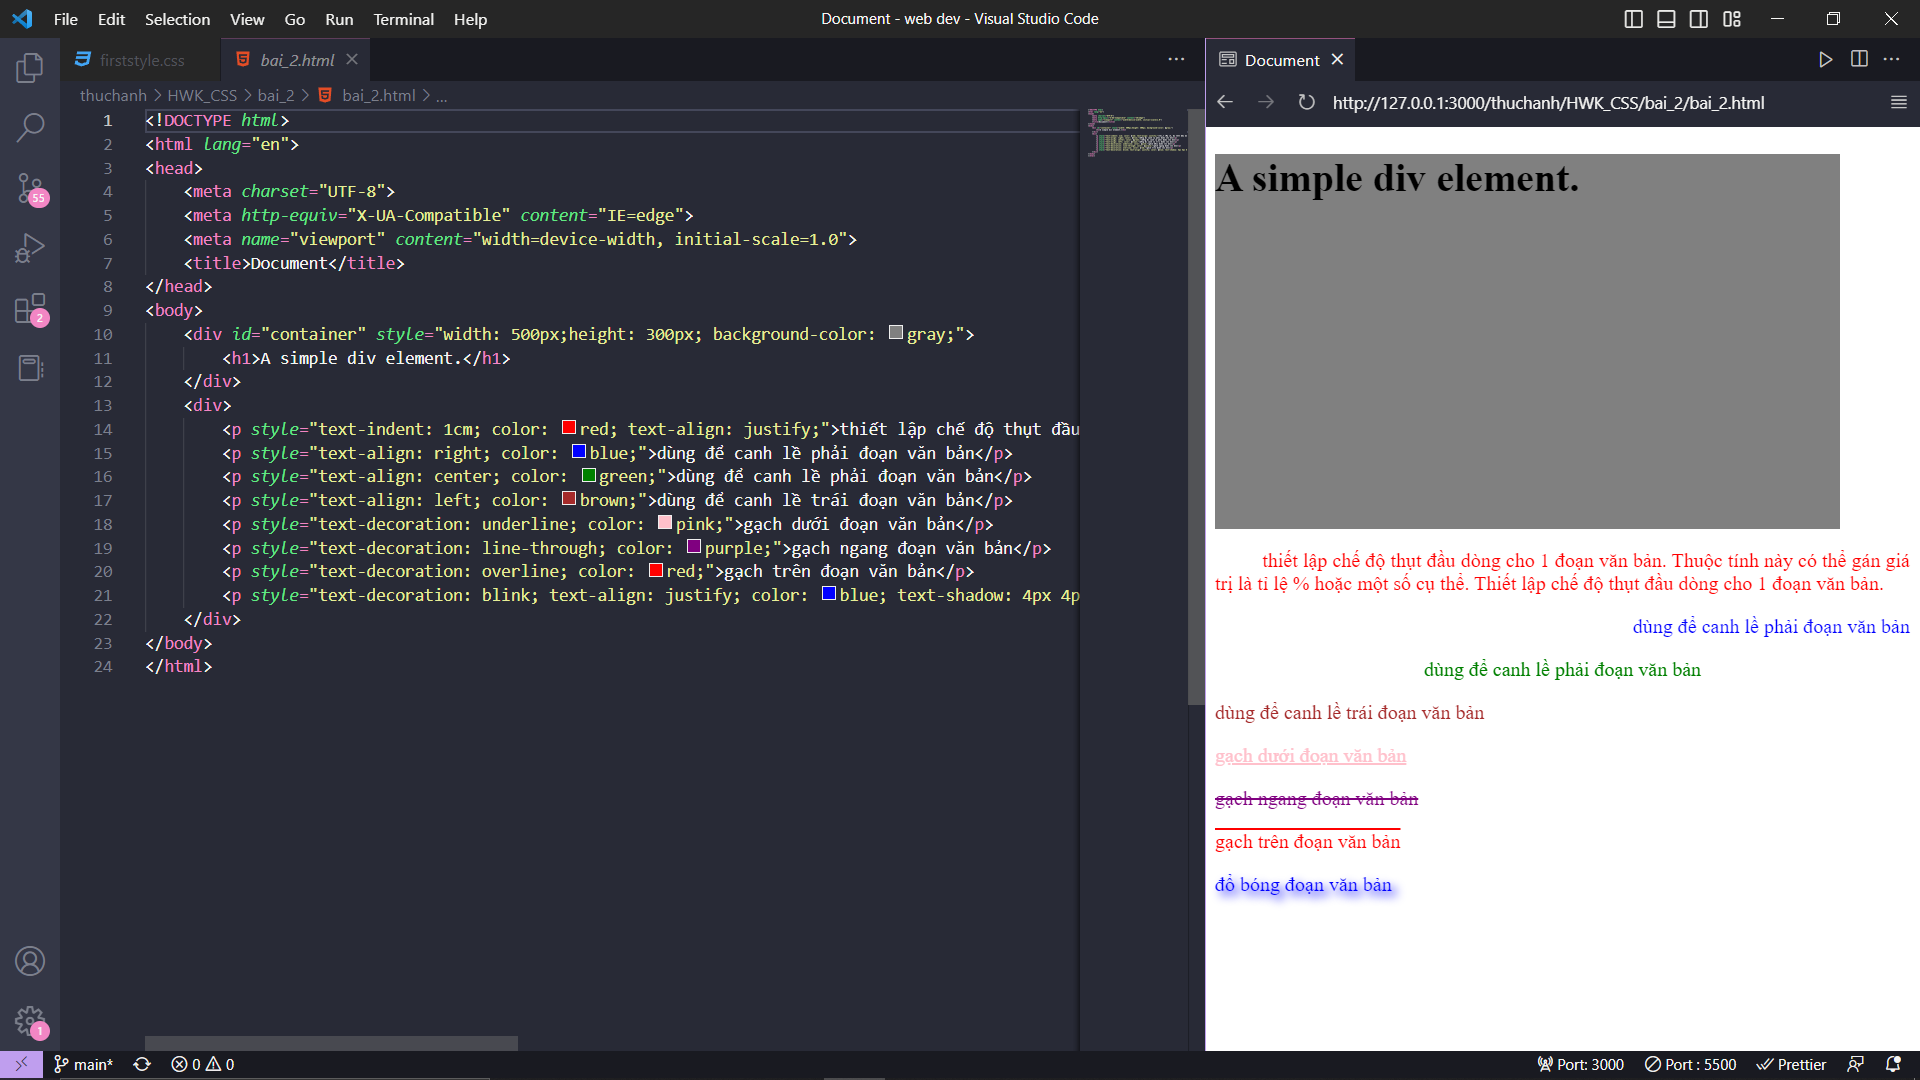 File Edit Selection View Go Run Terminal Help
Document - web dev - Visual Studio Code
firststyle.css
bai_2.html
thuchanh > HWK_CSS > bai_2 > bai_2.html > ...
1 <!DOCTYPE html>
2 <html lang="en">
3 <head>
4 <meta charset="UTF-8">
5 <meta http-equiv="X-UA-Compatible" content="IE=edge">
6 <meta name="viewport" content="width=device-width, initial-scale=1.0">
7 <title>Document</title>
8 </head>
9 <body>
10 <div id="container" style="width: 500px;height: 300px; background-color: gray;">
11 <h1>A simple div element.</h1>
12 </div>
13 <div>
14 <p style="text-indent: 1cm; color: red; text-align: justify;">thiết lập chế độ thụt đầu
15 <p style="text-align: right; color: blue;">dùng để canh lề phải đoạn văn bản</p>
16 <p style="text-align: center; color: green;">dùng để canh lề phải đoạn văn bản</p>
17 <p style="text-align: left; color: brown;">dùng để canh lề trái đoạn văn bản</p>
18 <p style="text-decoration: underline; color: pink;">gạch dưới đoạn văn bản</p>
19 <p style="text-decoration: line-through; color: purple;">gạch ngang đoạn văn bản</p>
20 <p style="text-decoration: overline; color: red;">gạch trên đoạn văn bản</p>
21 <p style="text-decoration: blink; text-align: justify; color: blue; text-shadow: 4px 4p
22 </div>
23 </body>
24 </html>
55
2
1
Document
http://127.0.0.1:3000/thuchanh/HWK_CSS/bai_2/bai_2.html
A simple div element.
thiết lập chế độ thụt đầu dòng cho 1 đoạn văn bản. Thuộc tính này có thể gán giá
trị là tỉ lệ % hoặc một số cụ thể. Thiết lập chế độ thụt đầu dòng cho 1 đoạn văn bản.
dùng để canh lề phải đoạn văn bản
dùng để canh lề phải đoạn văn bản
dùng để canh lề trái đoạn văn bản
gạch dưới đoạn văn bản
gạch ngang đoạn văn bản
gạch trên đoạn văn bản
đổ bóng đoạn văn bản
main* 0 0
Port: 3000 Port : 5500 Prettier